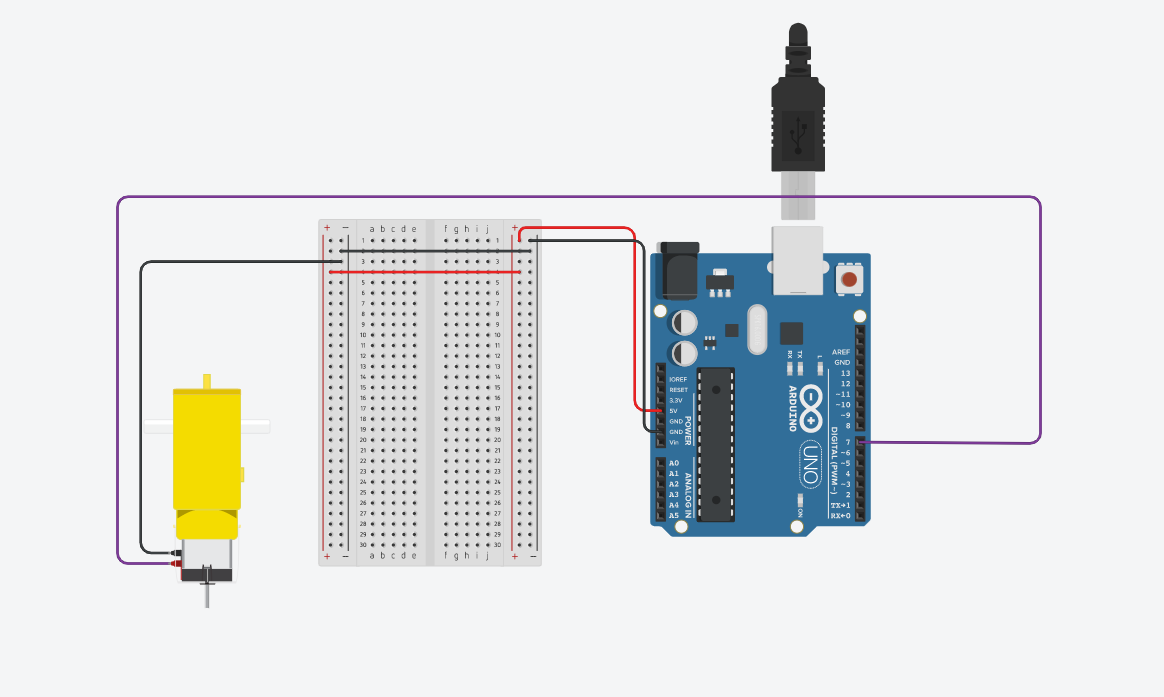 + − a b c d e f g h i j + −
1 1
2 2
3 3
4 4
5 5
6 6
7 7
8 8
9 9
10 10
11 11
12 12
13 13
14 14
15 15
16 16
17 17
18 18
19 19
20 20
21 21
22 22
23 23
24 24
25 25
26 26
27 27
28 28
29 29
30 30
+ − a b c d e f g h i j + −
IOREF
RESET
3.3V
5V
GND
GND
Vin
POWER
A0
A1
A2
A3
A4
A5
ANALOG IN
RX
TX
L
ARDUINO
UNO
ON
AREF
GND
13
12
~11
~10
~9
8
7
~6
~5
4
~3
2
TX→1
RX←0
DIGITAL (PWM~)